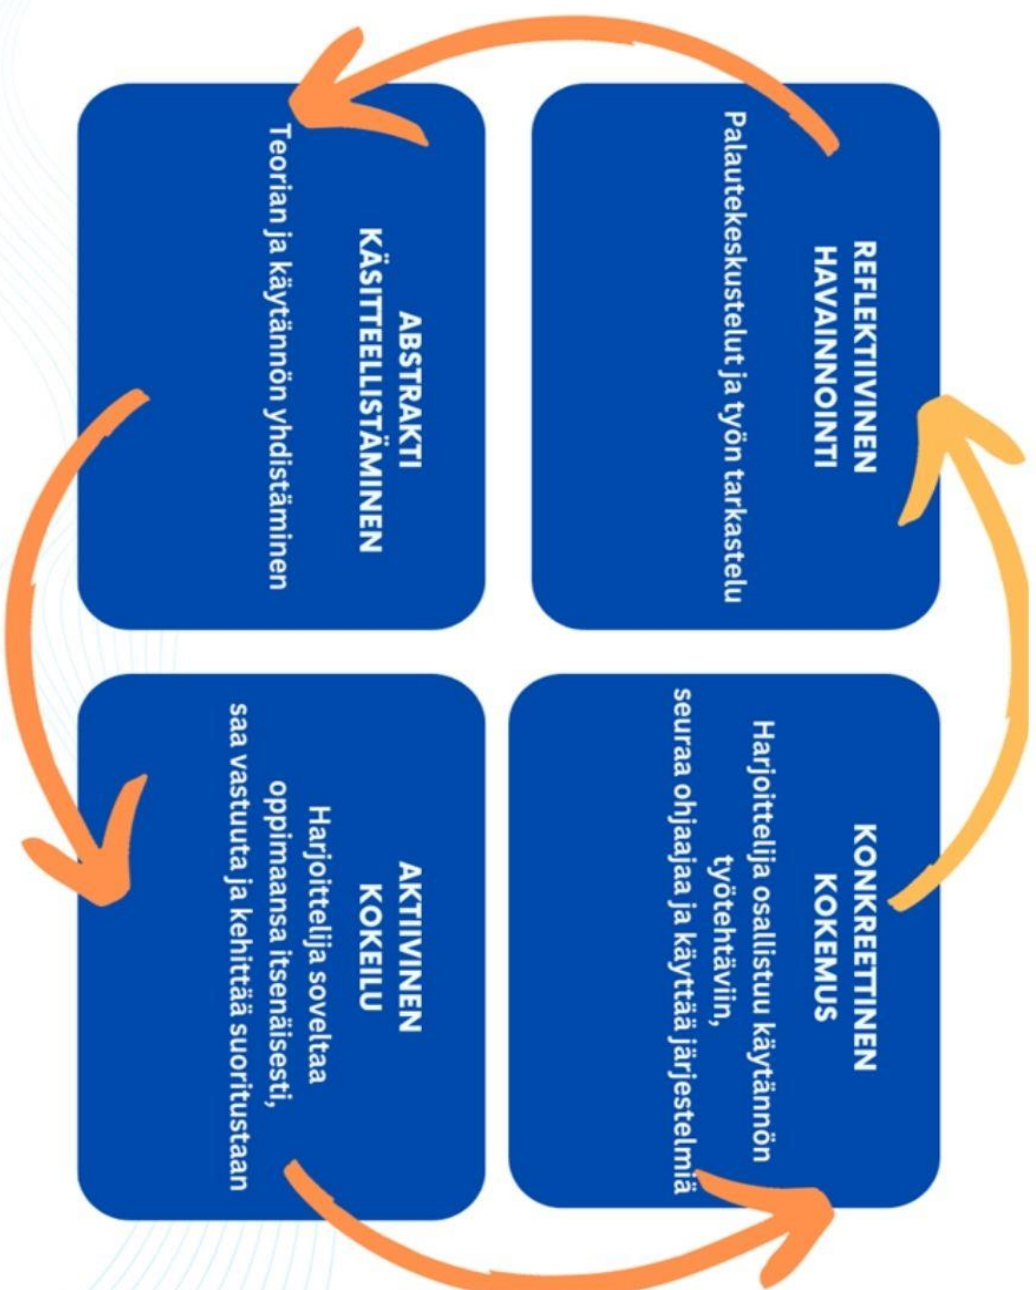 REFLEKTIIVINEN
HAVAINNOINTI
Palautekeskustelut ja työn tarkastelu
KONKREETTINEN
KOKEMUS
Harjoittelija osallistuu käytännön
työtehtäviin,
seuraa ohjaajaa ja käyttää järjestelmiä
ABSTRAKTI
KÄSITTEELLISTÄMINEN
Teorian ja käytännön yhdistäminen
AKTIIVINEN
KOKEILU
Harjoittelija soveltaa
oppimaansa itsenäisesti,
saa vastuuta ja kehittää suoritustaan